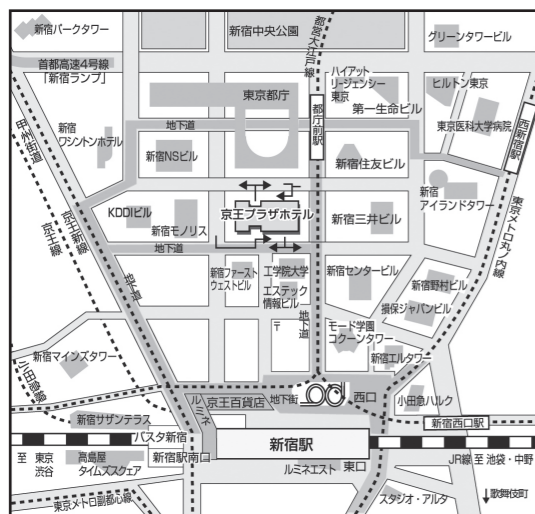 新宿パークタワー
新宿中央公園
都営大江戸線
グリーンタワービル
首都高速4号線
「新宿ランプ」
東京都庁
都庁前駅
ハイアット
リージェンシー
東京
ヒルトン東京
第一生命ビル
西新宿駅
甲州街道
新宿
ワシントンホテル
地下道
東京医科大学病院
新宿NSビル
新宿住友ビル
新宿
アイランドタワー
東京メトロ丸ノ内線
京王プラザホテル
KDDIビル
新宿モノリス
新宿三井ビル
京王新線
京王線
地下道
地下道
新宿ファースト
ウェストビル
工学院大学
エステック
情報ビル
新宿センタービル
新宿野村ビル
損保ジャパンビル
〒
地下道
モード学園
コクーンタワー
新宿マインズタワー
新宿エルタワー
小田急線
ルミネ
京王百貨店
地下街
西口
小田急ハルク
新宿サザンテラス
新宿西口駅
バスタ新宿
新宿駅
至 東京
渋谷
高島屋
タイムズスクエア
新宿駅南口
ルミネエスト
東口
JR線 至 池袋・中野
東京メトロ副都心線
スタジオ・アルタ
↓歌舞伎町